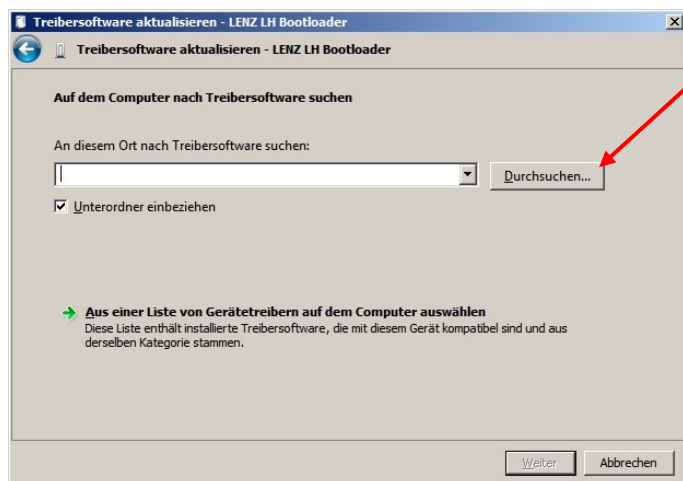 Treibersoftware aktualisieren - LENZ LH Bootloader
Treibersoftware aktualisieren - LENZ LH Bootloader
Auf dem Computer nach Treibersoftware suchen
An diesem Ort nach Treibersoftware suchen:
Durchsuchen...
Unterordner einbeziehen
Aus einer Liste von Gerätetreibern auf dem Computer auswählen
Diese Liste enthält installierte Treibersoftware, die mit diesem Gerät kompatibel sind und aus
derselben Kategorie stammen.
Weiter
Abbrechen